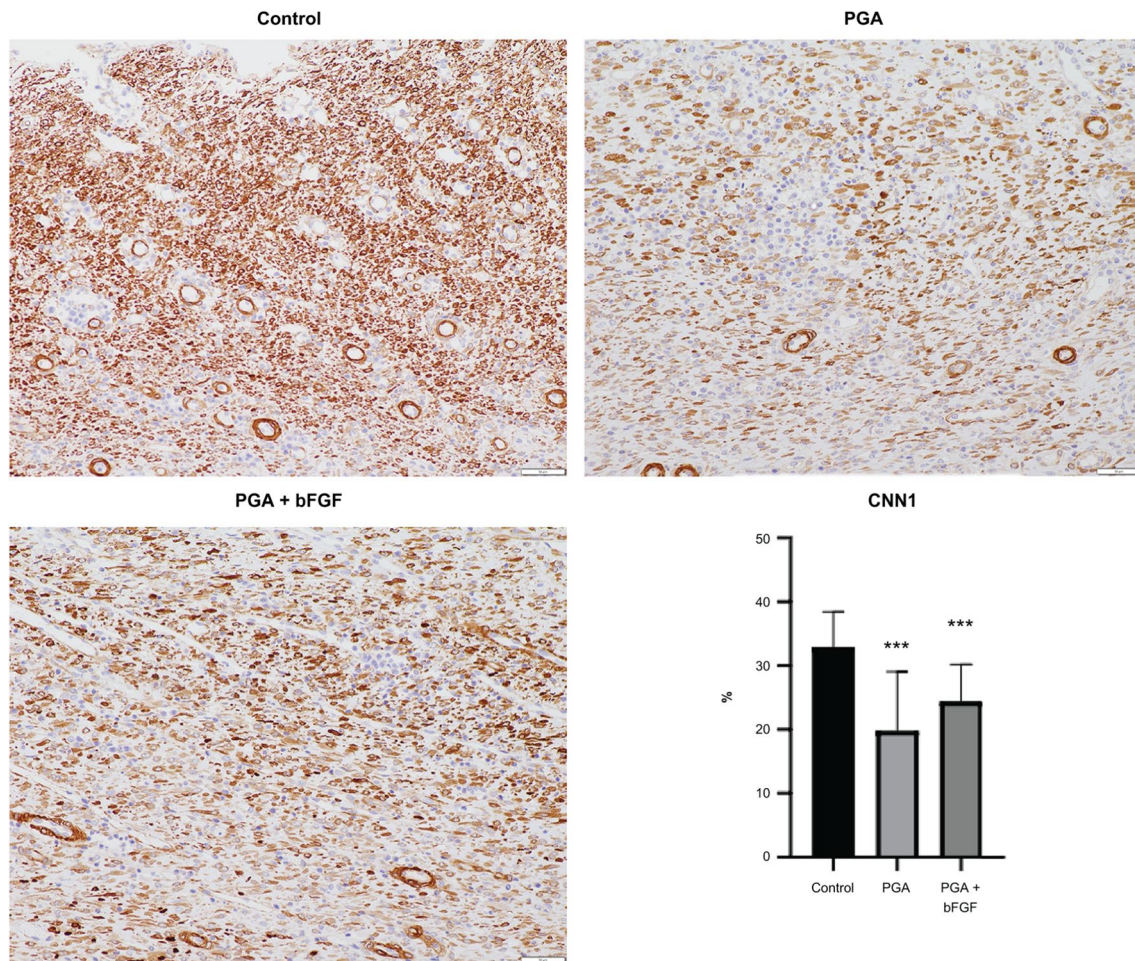 Control
PGA
PGA + bFGF
CNN1
50
40
30
20
10
0
%
***
***
Control
PGA
PGA +
bFGF